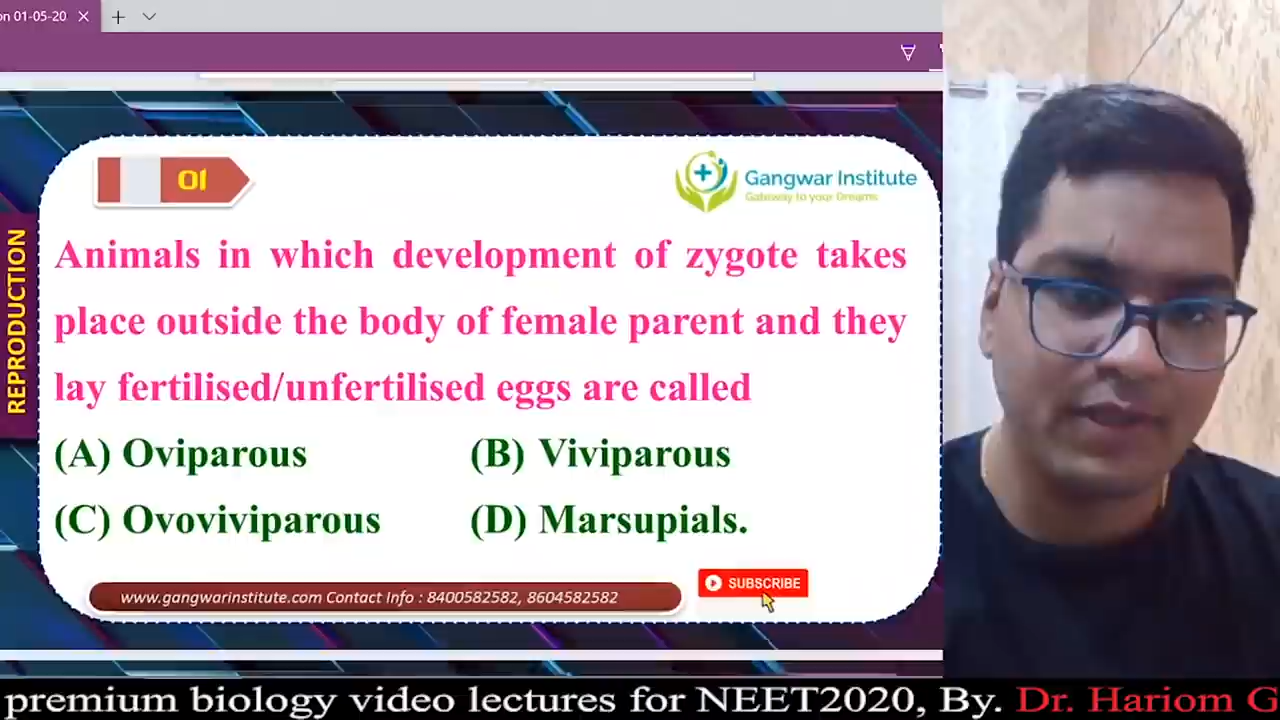 on 01-05-20
01
Gangwar Institute
Gateway to your Dreams
REPRODUCTION
Animals in which development of zygote takes
place outside the body of female parent and they
lay fertilised/unfertilised eggs are called
(A) Oviparous (B) Viviparous
(C) Ovoviviparous (D) Marsupials.
www.gangwarinstitute.com Contact Info : 8400582582, 8604582582
SUBSCRIBE
premium biology video lectures for NEET2020, By. Dr. Hariom G